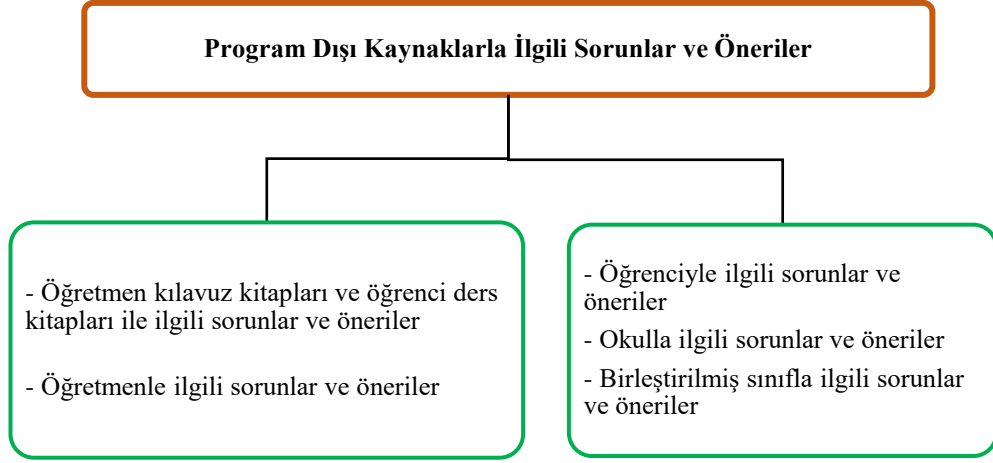 Program Dışı Kaynaklarla İlgili Sorunlar ve Öneriler
- Öğretmen kılavuz kitapları ve öğrenci ders
kitapları ile ilgili sorunlar ve öneriler
- Öğretmenle ilgili sorunlar ve öneriler
- Öğrenciyle ilgili sorunlar ve
öneriler
- Okulla ilgili sorunlar ve öneriler
- Birleştirilmiş sınıfla ilgili sorunlar
ve öneriler